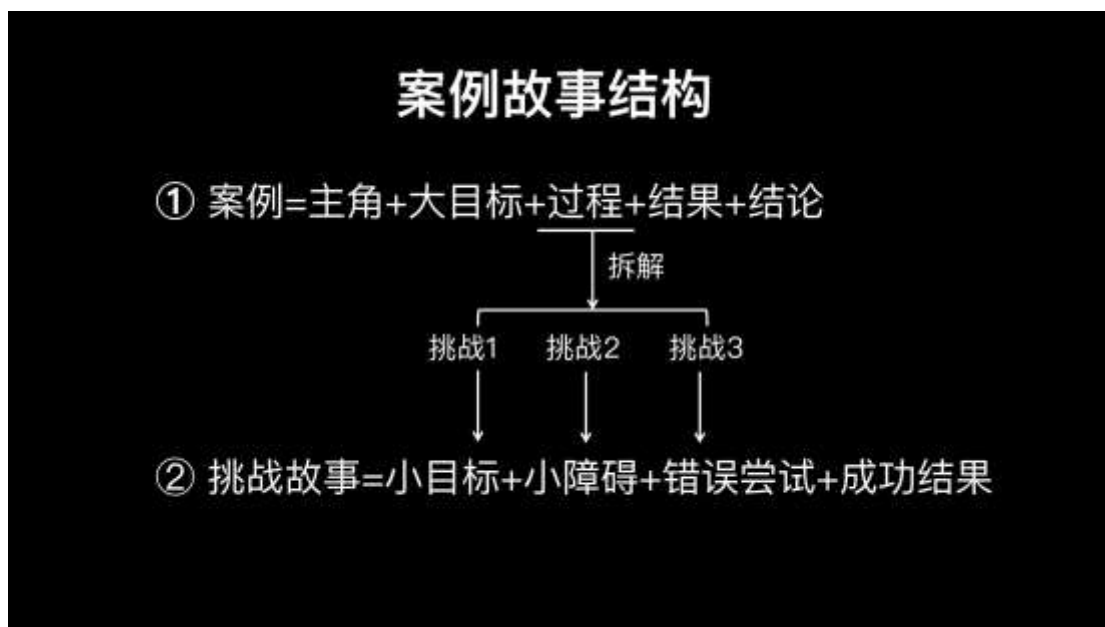 案例故事结构
① 案例=主角+大目标+过程+结果+结论
拆解
挑战1 挑战2 挑战3
② 挑战故事=小目标+小障碍+错误尝试+成功结果